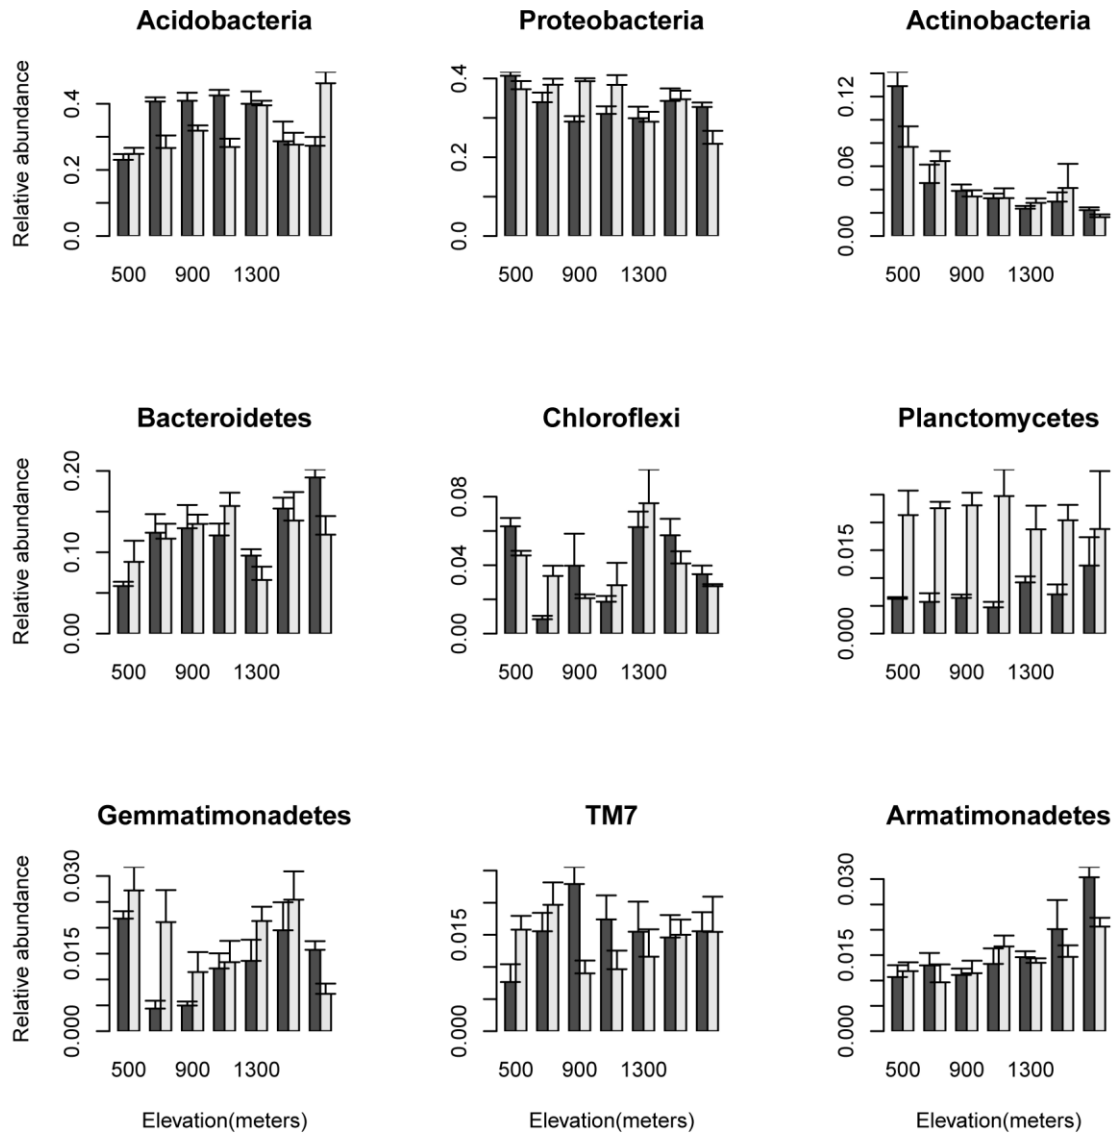 Acidobacteria Proteobacteria Actinobacteria
Relative abundance
0.4
0.2
0.0
500 900 1300
0.4
0.2
0.0
500 900 1300
0.12
0.06
0.00
500 900 1300
Bacteroidetes Chloroflexi Planctomycetes
Relative abundance
0.20
0.10
0.00
500 900 1300
0.08
0.04
0.00
500 900 1300
0.015
0.000
500 900 1300
Gemmatimonadetes TM7 Armatimonadetes
Relative abundance
0.030
0.015
0.000
500 900 1300
0.015
0.000
500 900 1300
0.030
0.015
0.000
500 900 1300
Elevation(meters) Elevation(meters) Elevation(meters)